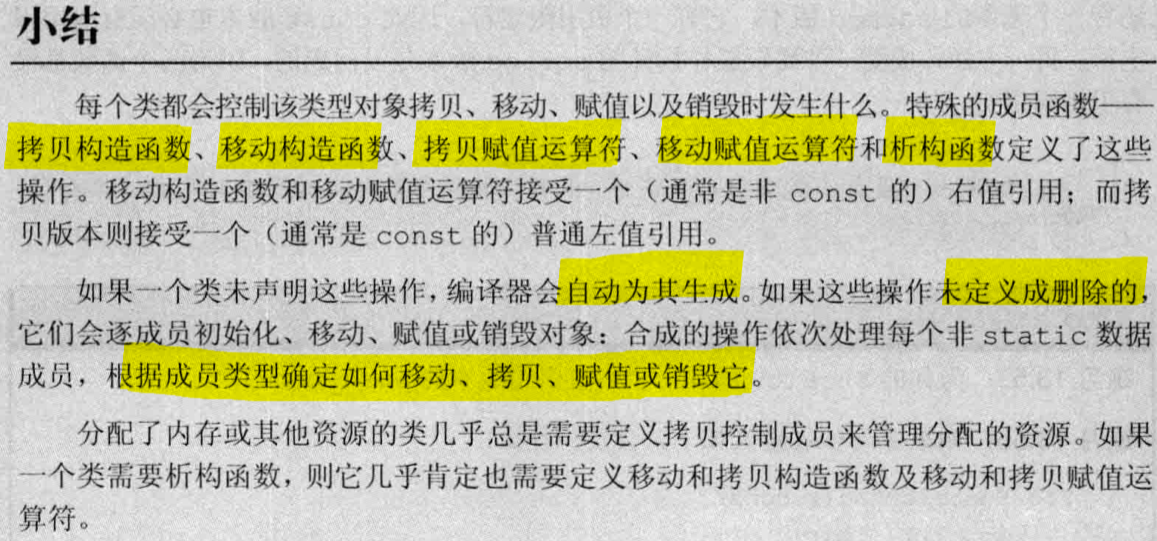 小结
每个类都会控制该类型对象拷贝、移动、赋值以及销毁时发生什么。特殊的成员函数——
拷贝构造函数、移动构造函数、拷贝赋值运算符、移动赋值运算符和析构函数定义了这些
操作。移动构造函数和移动赋值运算符接受一个（通常是非 const 的）右值引用；而拷
贝版本则接受一个（通常是 const 的）普通左值引用。
如果一个类未声明这些操作，编译器会自动为其生成。如果这些操作未定义成删除的，
它们会逐成员初始化、移动、赋值或销毁对象：合成的操作依次处理每个非 static 数据
成员，根据成员类型确定如何移动、拷贝、赋值或销毁它。
分配了内存或其他资源的类几乎总是需要定义拷贝控制成员来管理分配的资源。如果
一个类需要析构函数，则它几乎肯定也需要定义移动和拷贝构造函数及移动和拷贝赋值运
算符。